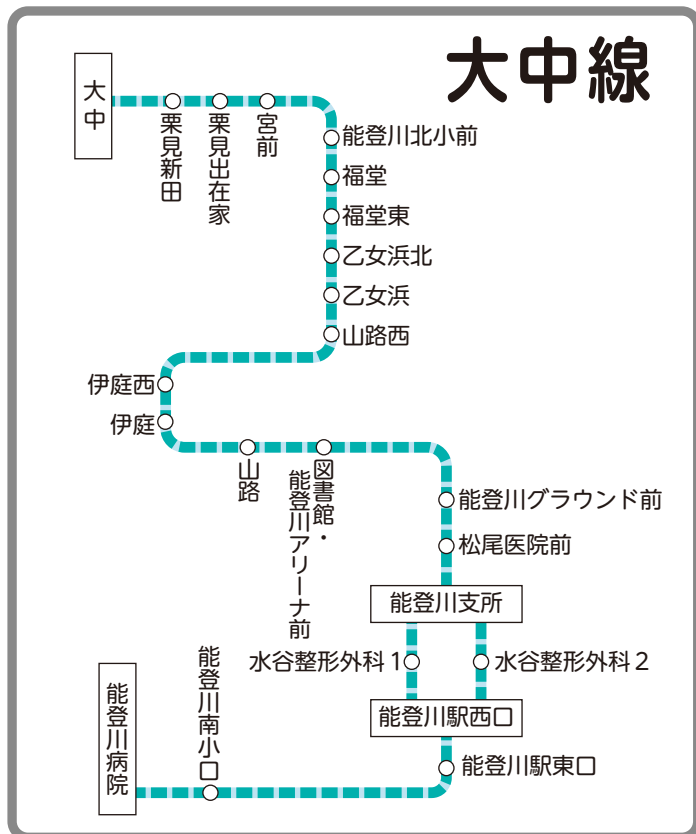 大中線
大中
栗見新田
栗見出在家
宮前
能登川北小前
福堂
福堂東
乙女浜北
乙女浜
山路西
伊庭西
伊庭
山路
図書館・
能登川アリーナ前
能登川グラウンド前
松尾医院前
能登川支所
水谷整形外科1
水谷整形外科2
能登川駅西口
能登川駅東口
能登川南小口
能登川病院